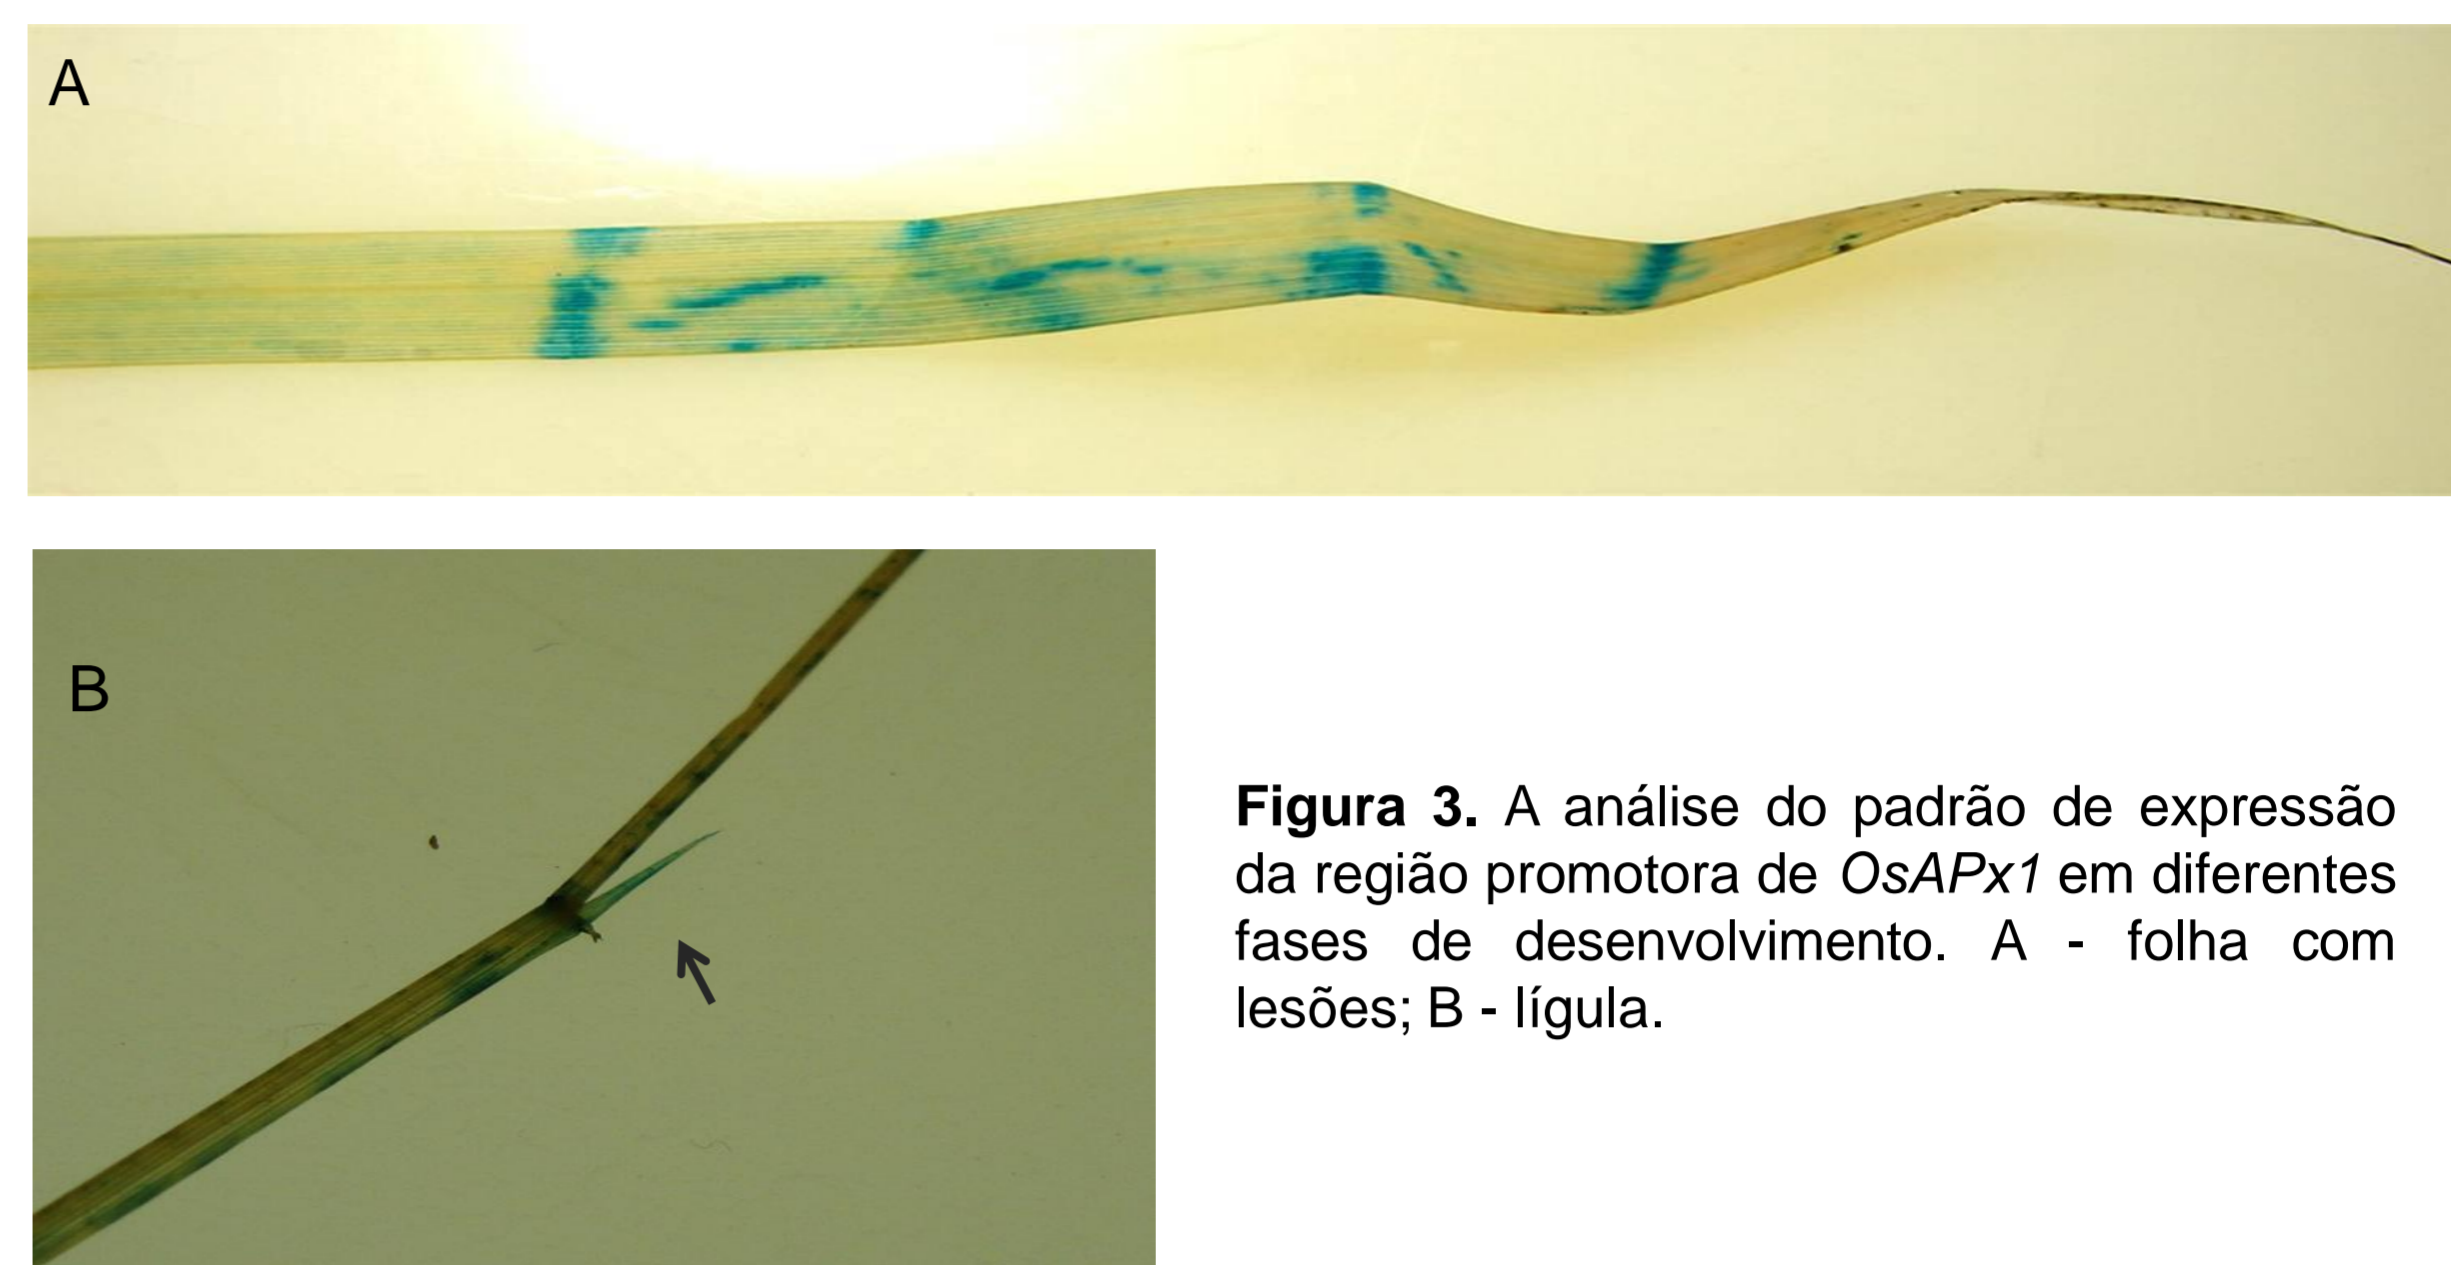 A
B
Figura 3. A análise do padrão de expressão
da região promotora de OsAPx1 em diferentes
fases de desenvolvimento. A - folha com
lesões; B - lígula.